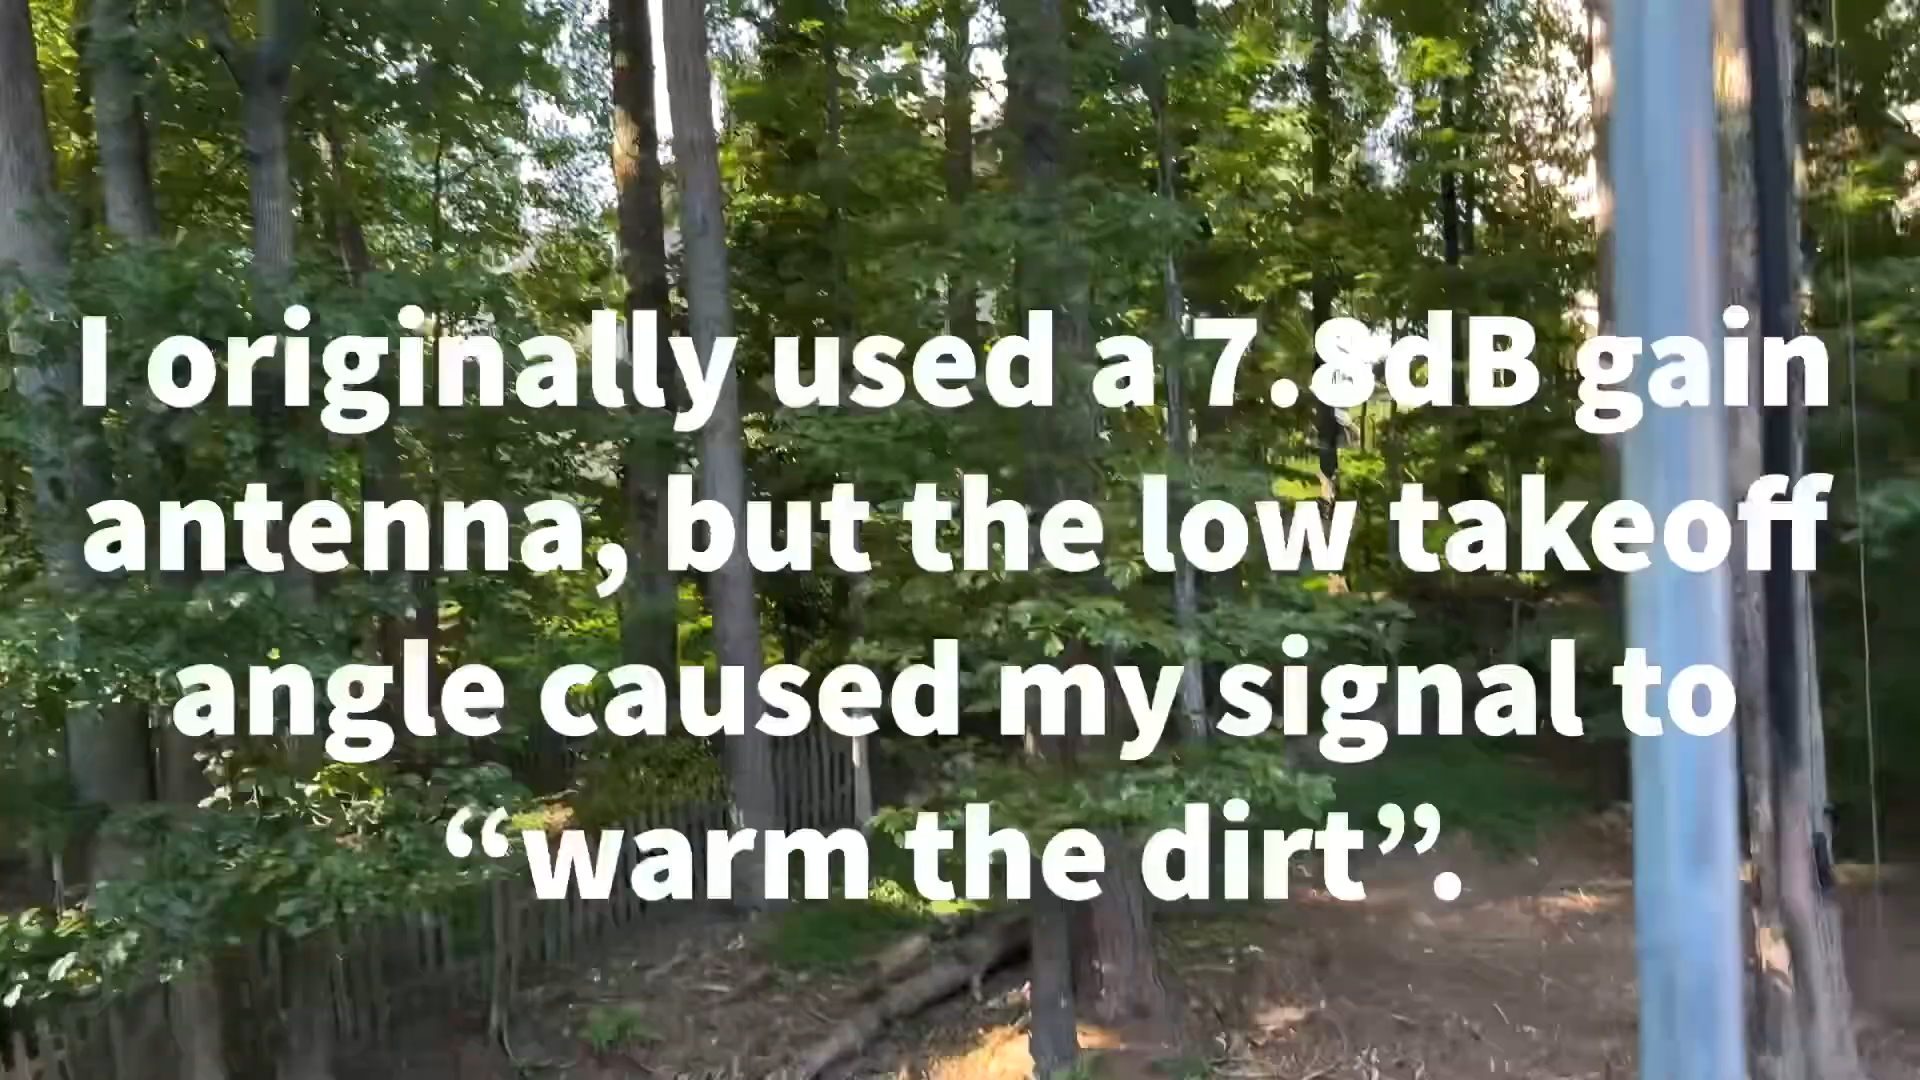 I originally used a 7.8dB gain
antenna, but the low takeoff
angle caused my signal to
“warm the dirt”.